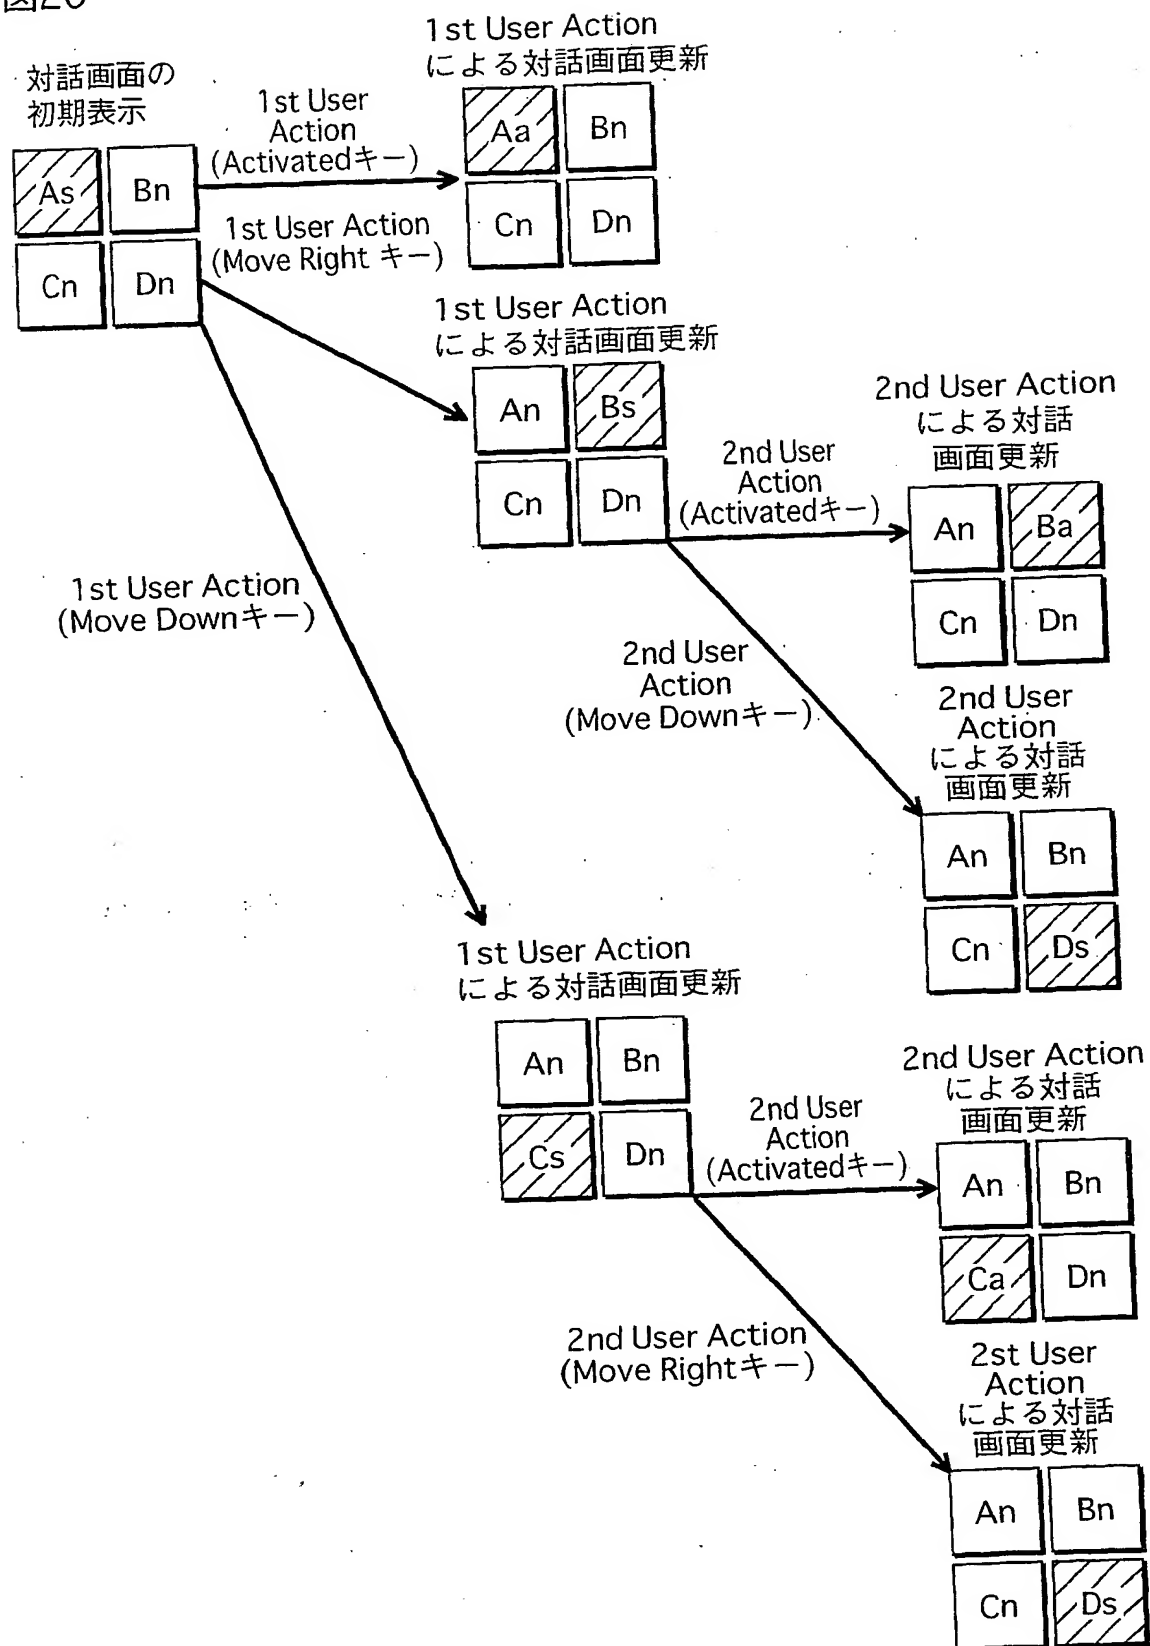 図20
対話画面の
初期表示
As Bn
Cn Dn
1st User
Action
(Activatedキー)
1st User Action
による対話画面更新
Aa Bn
Cn Dn
1st User Action
(Move Right キー)
1st User Action
による対話画面更新
An Bs
Cn Dn
2nd User
Action
(Activatedキー)
2nd User Action
による対話
画面更新
An Ba
Cn Dn
1st User Action
(Move Downキー)
2nd User
Action
(Move Downキー)
2nd User
Action
による対話
画面更新
An Bn
Cn Ds
1st User Action
による対話画面更新
An Bn
Cs Dn
2nd User
Action
(Activatedキー)
2nd User Action
による対話
画面更新
An Bn
Ca Dn
2nd User Action
(Move Rightキー)
2st User
Action
による対話
画面更新
An Bn
Cn Ds